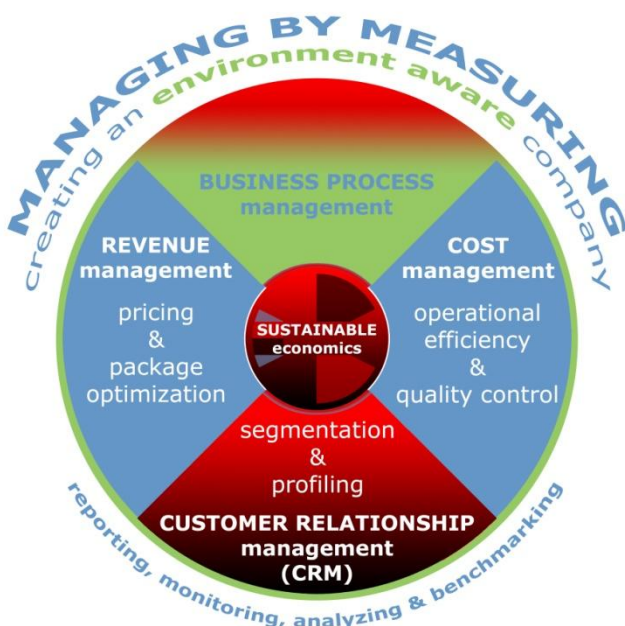 MANAGING BY MEASURING
creating an environment aware company
BUSINESS PROCESS
management
REVENUE
management
pricing
&
package
optimization
COST
management
operational
efficiency
&
quality control
SUSTAINABLE
economics
segmentation
&
profiling
CUSTOMER RELATIONSHIP
management
(CRM)
reporting, monitoring, analyzing & benchmarking